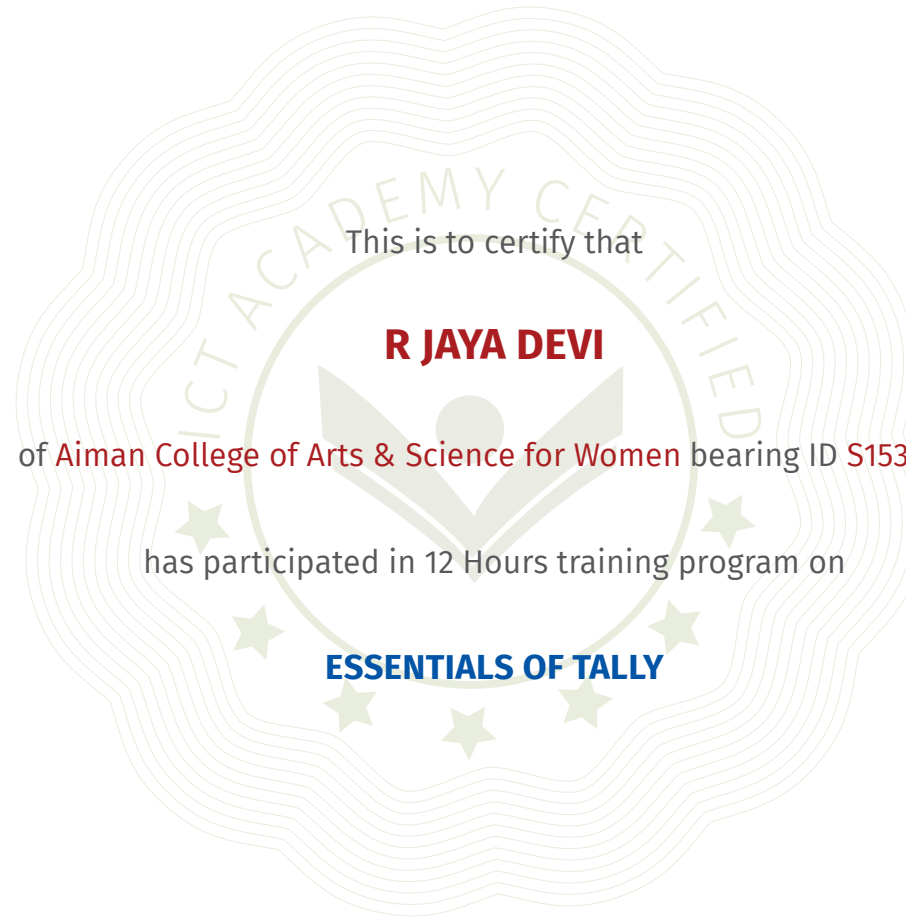 ICT ACADEMY CERTIFIED
This is to certify that
R JAYA DEVI
of Aiman College of Arts & Science for Women bearing ID S153
has participated in 12 Hours training program on
ESSENTIALS OF TALLY